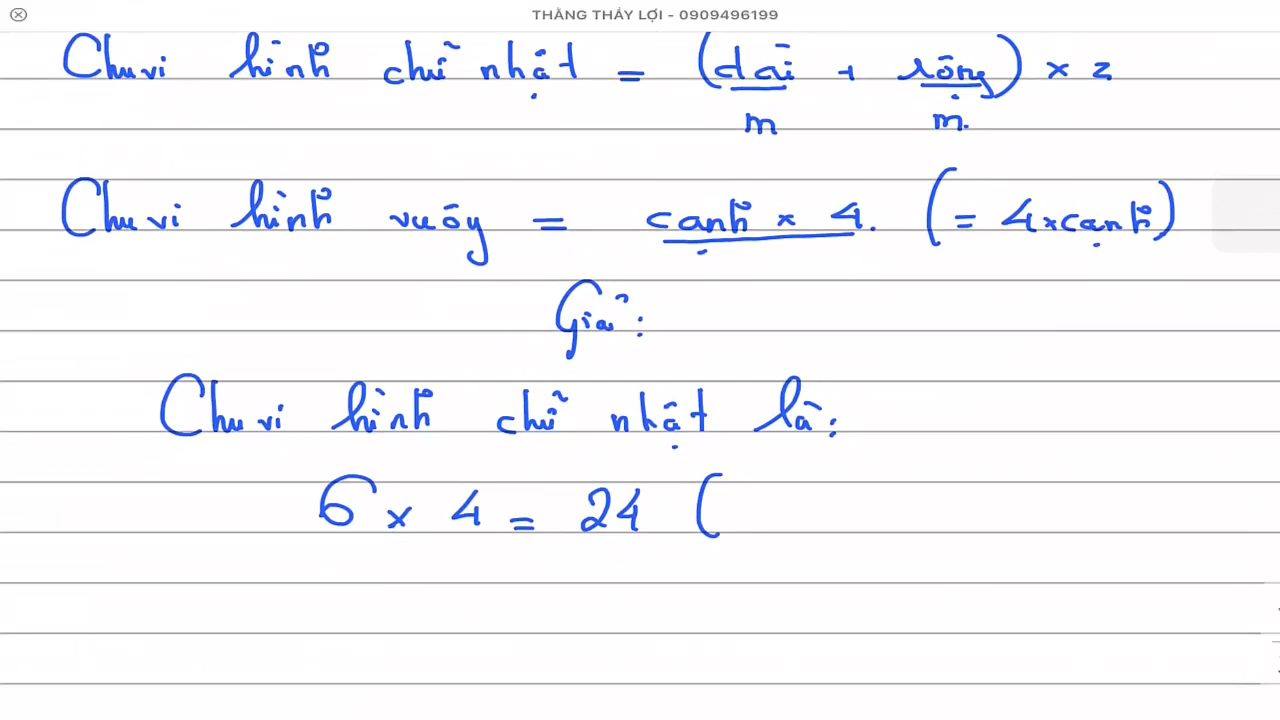 THẦNG THẦY LỢI - 0909496199
Chu vi hình chữ nhật = (dài + rộng) × 2
m m.
Chu vi hình vuông = cạnh × 4. (= 4 × cạnh)
Giải:
Chu vi hình chữ nhật là:
6 × 4 = 24 (